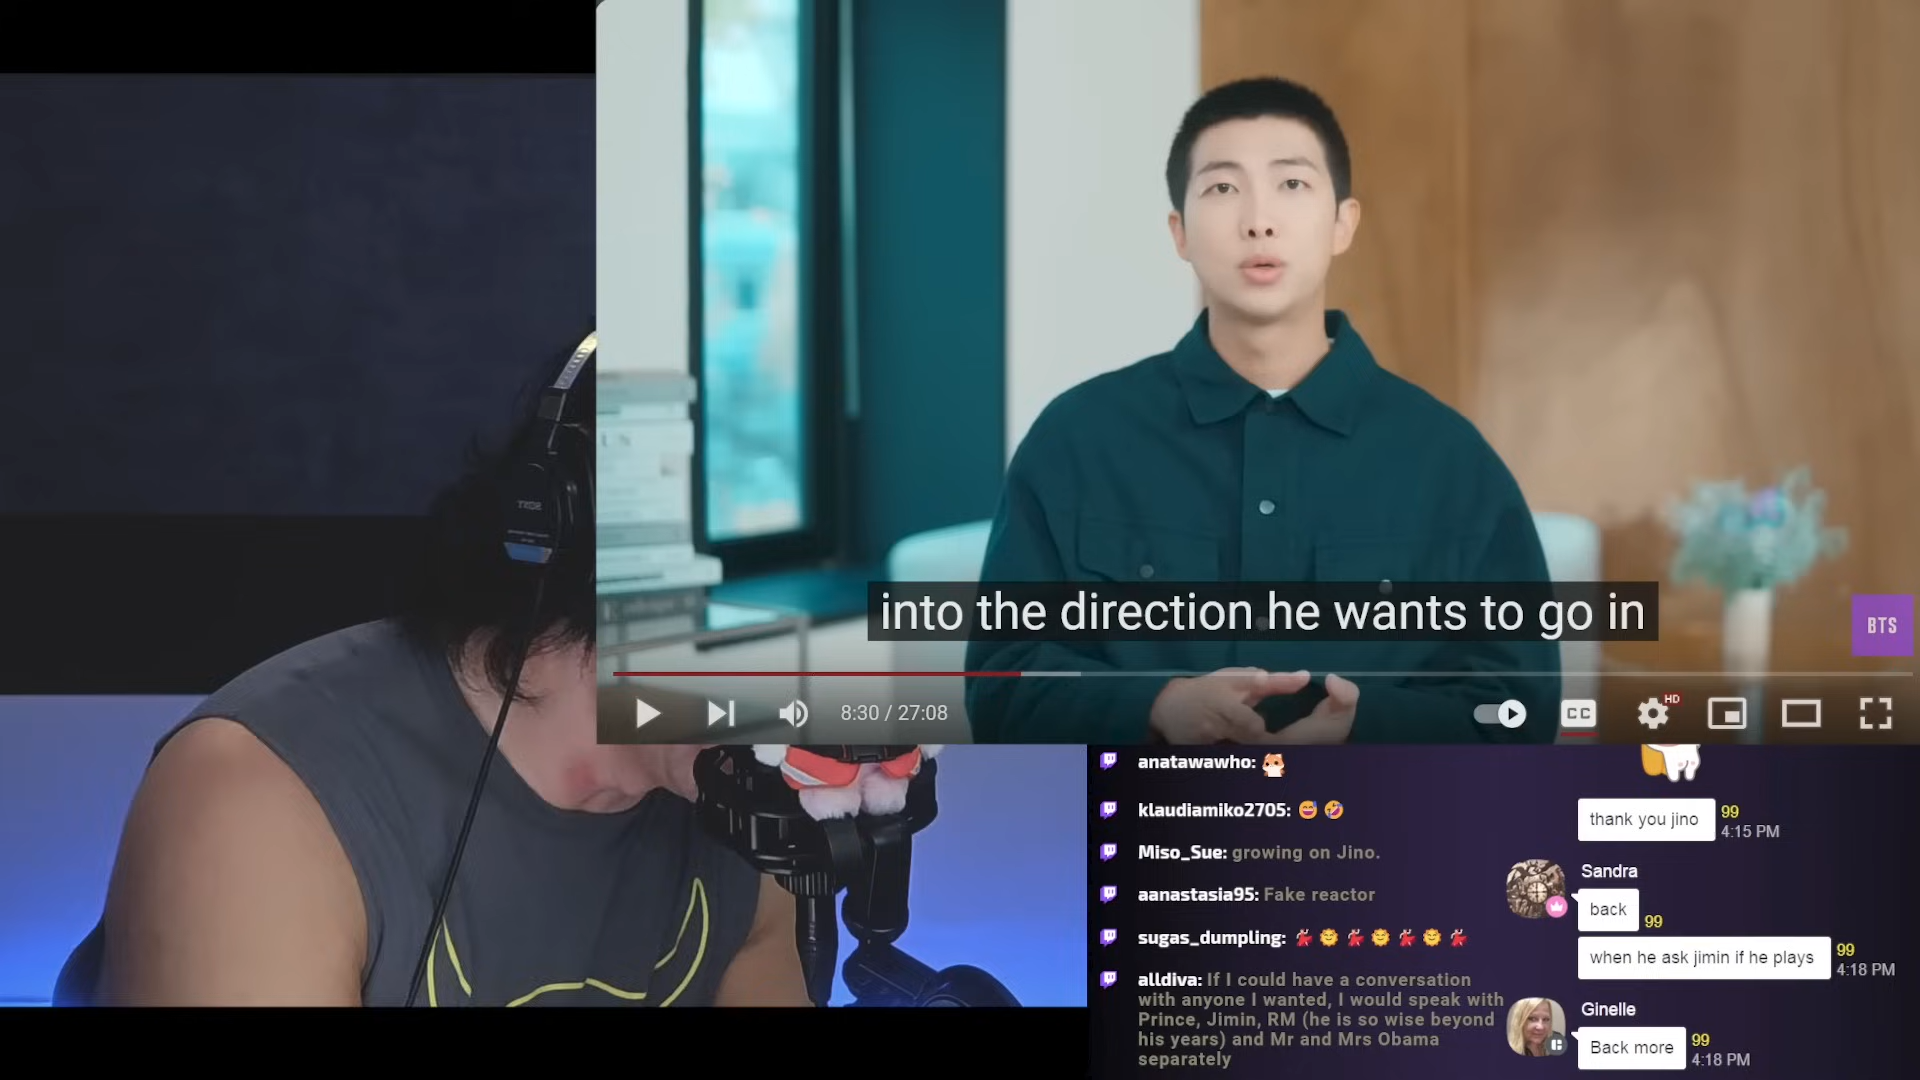 into the direction he wants to go in
BTS
8:30 / 27:08
CC
HD
SONY
anatawawho:
klaudiamiko2705:
Miso_Sue: growing on Jino.
aanastasia95: Fake reactor
sugas_dumpling:
alldiva: If I could have a conversation
with anyone I wanted, I would speak with
Prince, Jimin, RM (he is so wise beyond
his years) and Mr and Mrs Obama
separately
thank you jino
99
4:15 PM
Sandra
back
99
when he ask jimin if he plays
99
4:18 PM
Ginelle
Back more
99
4:18 PM